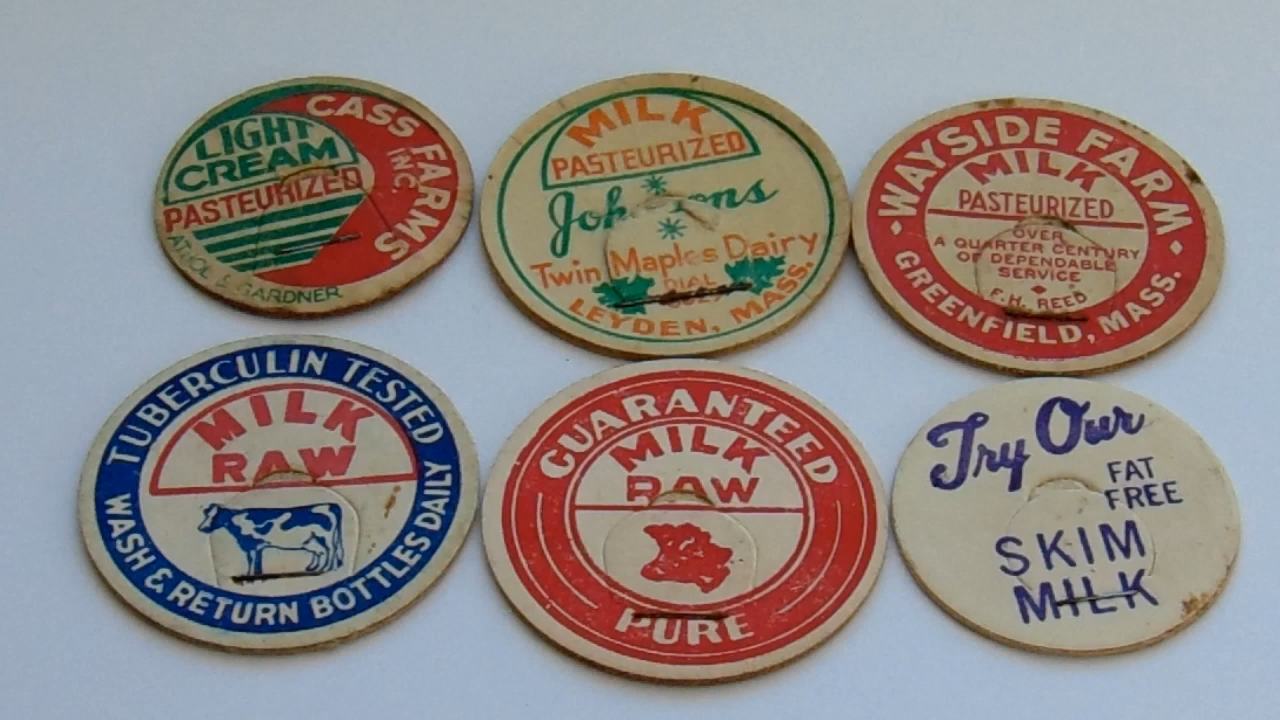 CASS FARMS
INC
LIGHT
CREAM
PASTEURIZED
ATHOL & GARDNER
MILK
PASTEURIZED
Twin Maples Dairy
DIAL
LEYDEN, MASS.
WAYSIDE FARM
MILK
PASTEURIZED
OVER
A QUARTER CENTURY
OF DEPENDABLE
SERVICE
F.H. REED
GREENFIELD, MASS.
TUBERCULIN TESTED
MILK
RAW
WASH & RETURN BOTTLES DAILY
GUARANTEED
MILK
RAW
PURE
Try Our
FAT
FREE
SKIM
MILK